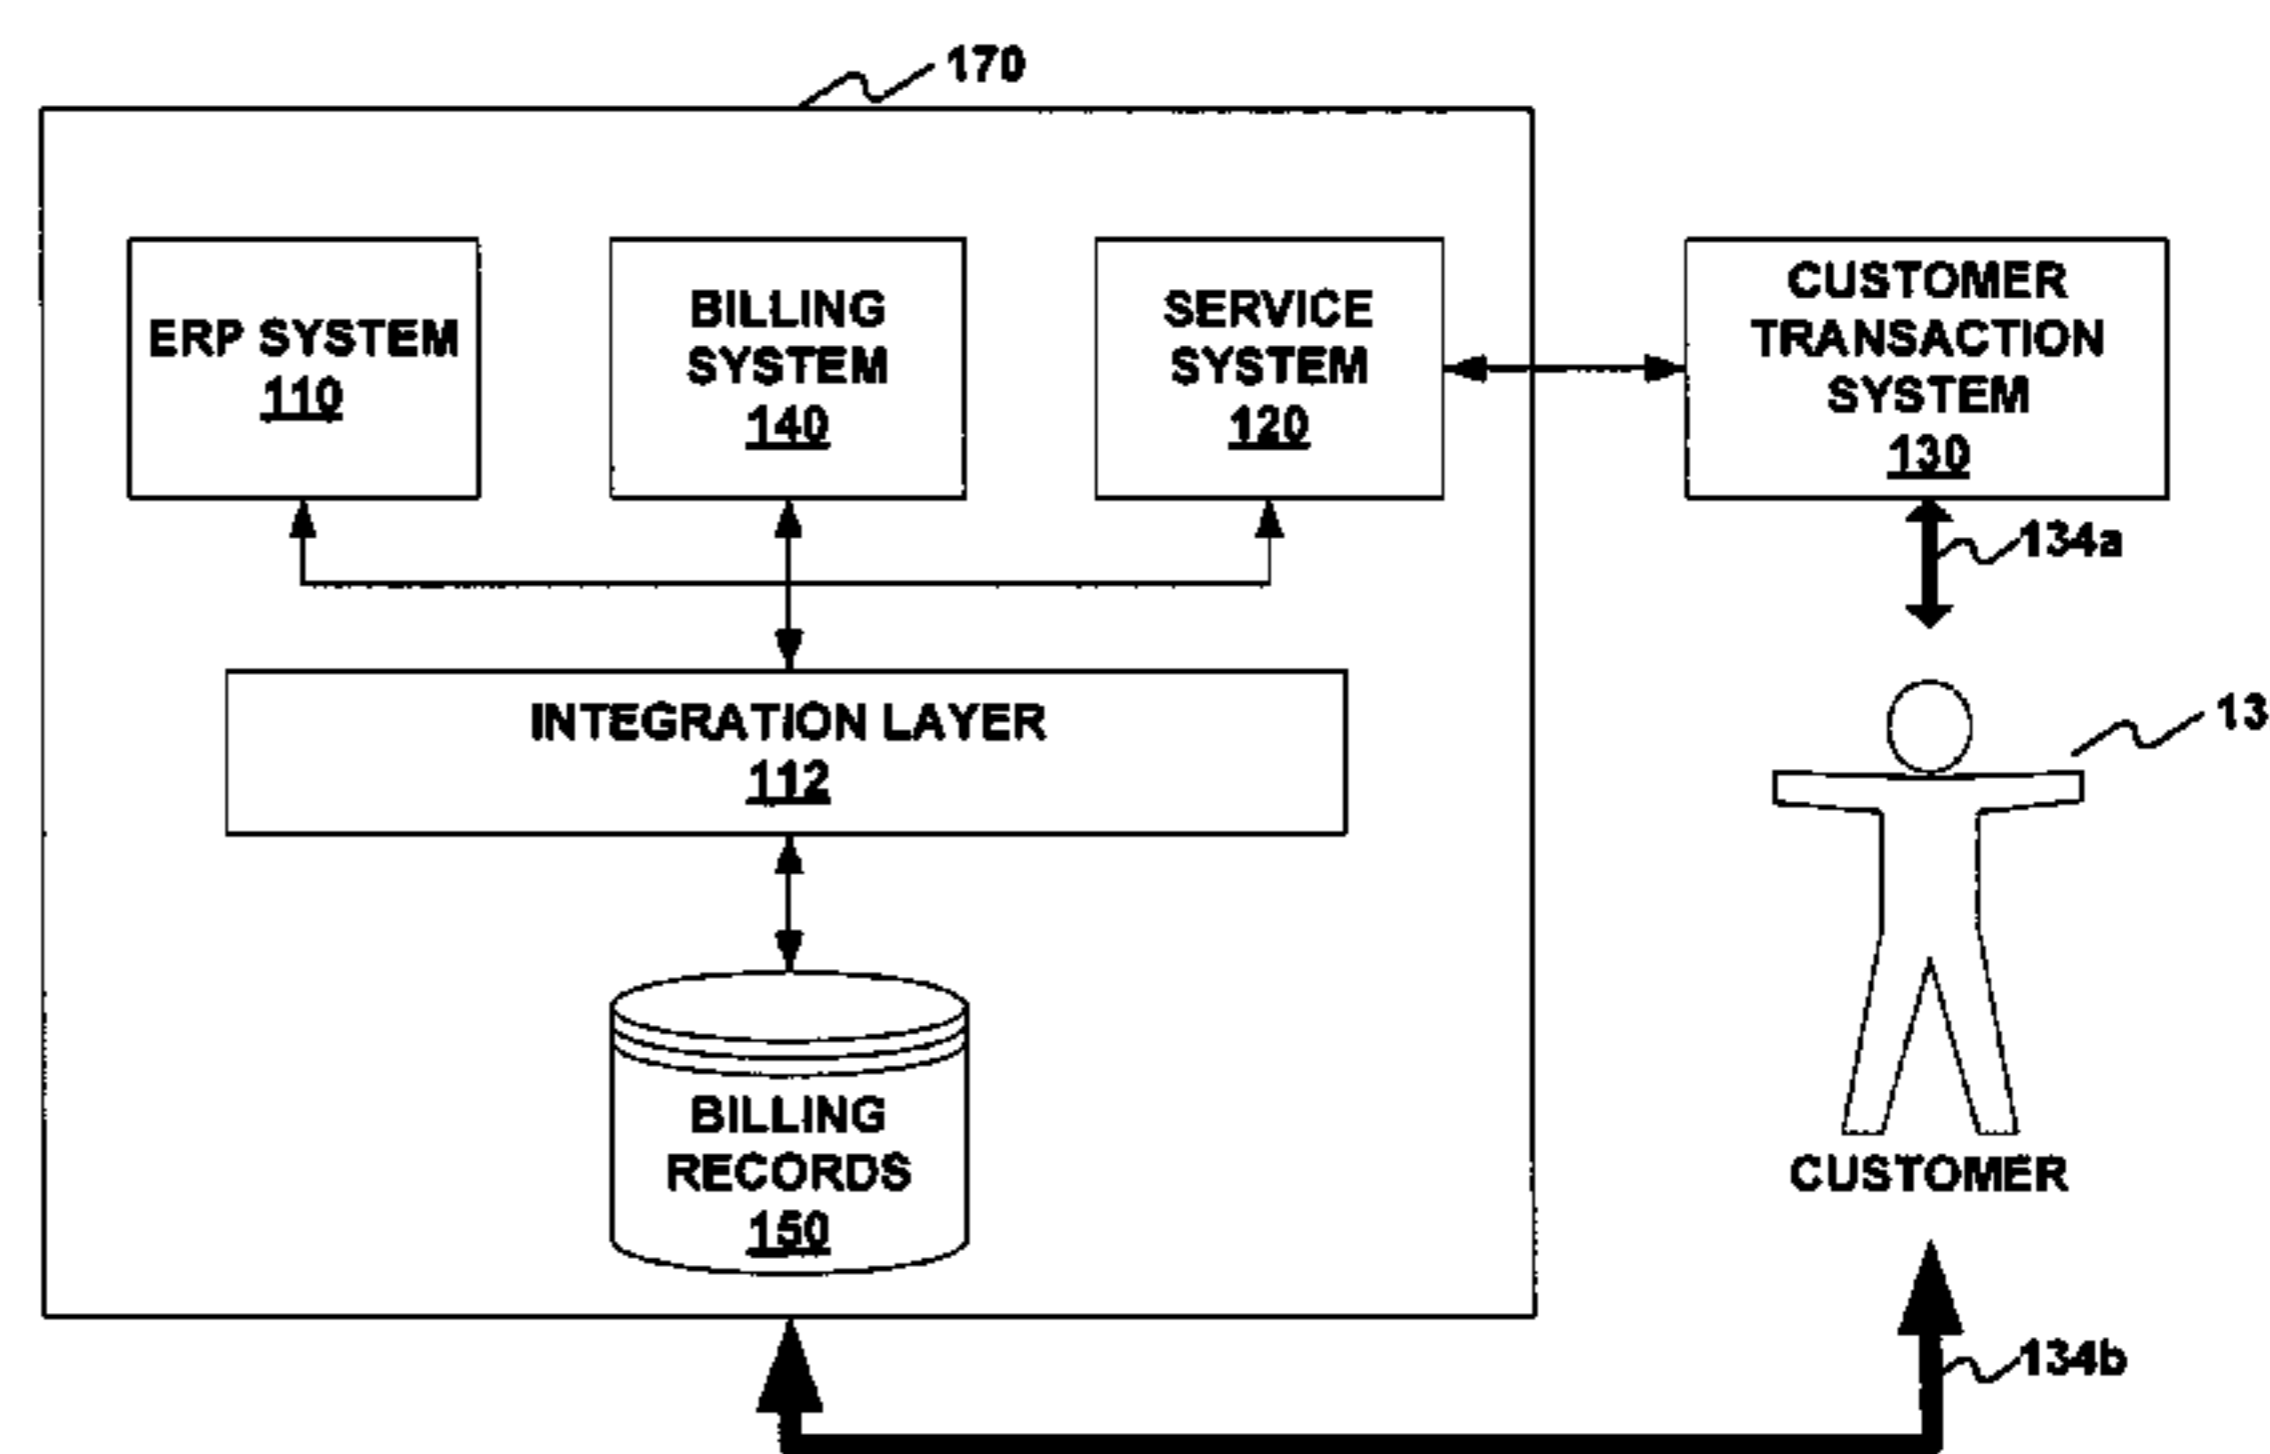 170
ERP SYSTEM
110
BILLING
SYSTEM
140
SERVICE
SYSTEM
120
CUSTOMER
TRANSACTION
SYSTEM
130
134a
INTEGRATION LAYER
112
13
BILLING
RECORDS
150
CUSTOMER
134b